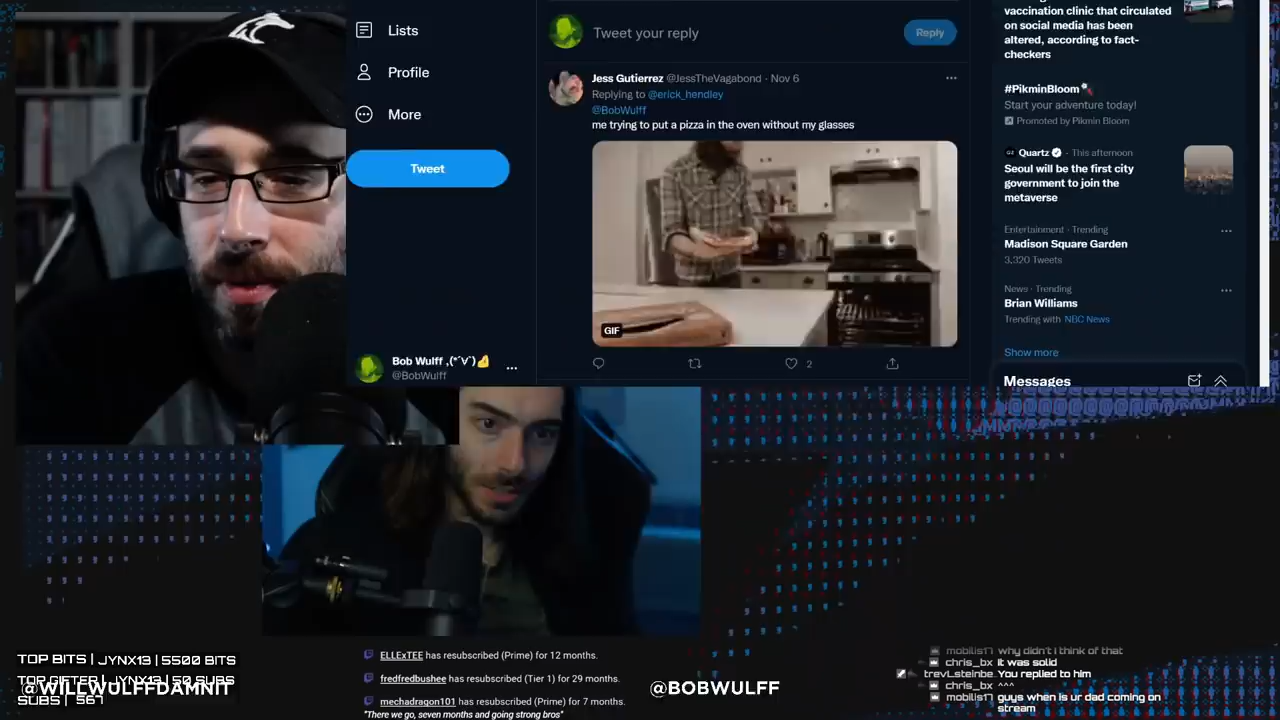 Lists
Profile
More
Tweet
Bob Wulff ,(*´∀`)🤌
@BobWulff
Tweet your reply
Reply
Jess Gutierrez @JessTheVagabond · Nov 6
Replying to @erick_hendley
@BobWulff
me trying to put a pizza in the oven without my glasses
GIF
2
vaccination clinic that circulated
on social media has been
altered, according to fact-
checkers
#PikminBloom
Start your adventure today!
Promoted by Pikmin Bloom
Quartz · This afternoon
Seoul will be the first city
government to join the
metaverse
Entertainment · Trending
Madison Square Garden
3,320 Tweets
News · Trending
Brian Williams
Trending with NBC News
Show more
Messages
TOP BITS | JYNX13 | 5500 BITS
TOP GIFTER | JYNX13 | 50 SUBS
@WILLWULFFDAMNIT
SUBS | 567
ELLExTEE has resubscribed (Prime) for 12 months.
fredfredbushee has resubscribed (Tier 1) for 29 months.
mechadragon101 has resubscribed (Prime) for 7 months.
"There we go, seven months and going strong bros"
@BOBWULFF
mobilis17 why didn't I think of that
chris_bx It was solid
trevLsteinbe You replied to him
chris_bx ^^^
mobilis17 guys when is ur dad coming on
stream